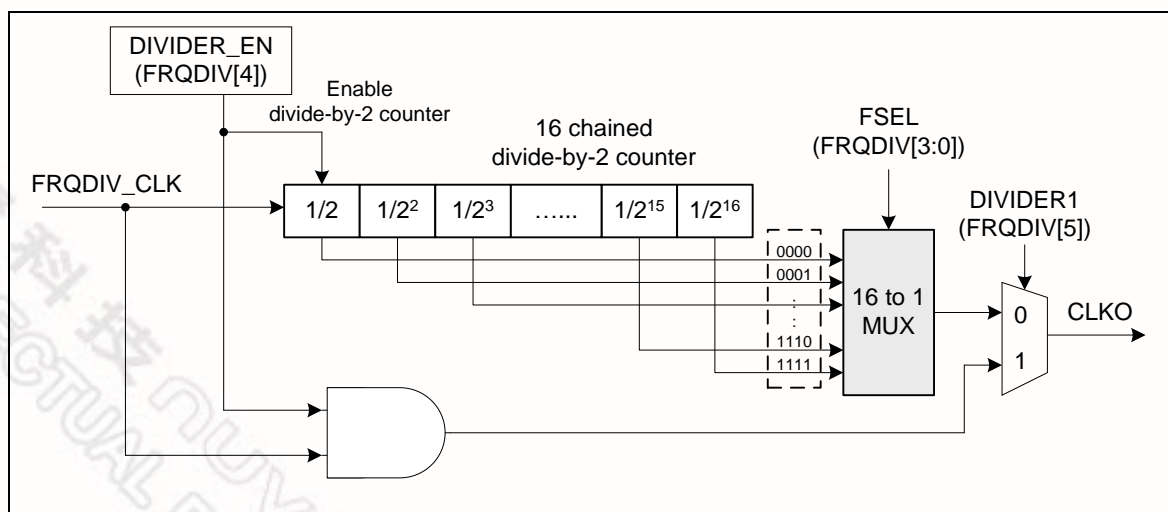 DIVIDER_EN
(FRQDIV[4])
Enable
divide-by-2 counter
16 chained
divide-by-2 counter
FSEL
(FRQDIV[3:0])
DIVIDER1
(FRQDIV[5])
FRQDIV_CLK
1/2
1/2²
1/2³
…...
1/2¹⁵
1/2¹⁶
0000
0001
:
:
1110
1111
16 to 1
MUX
0
1
CLKO
科技